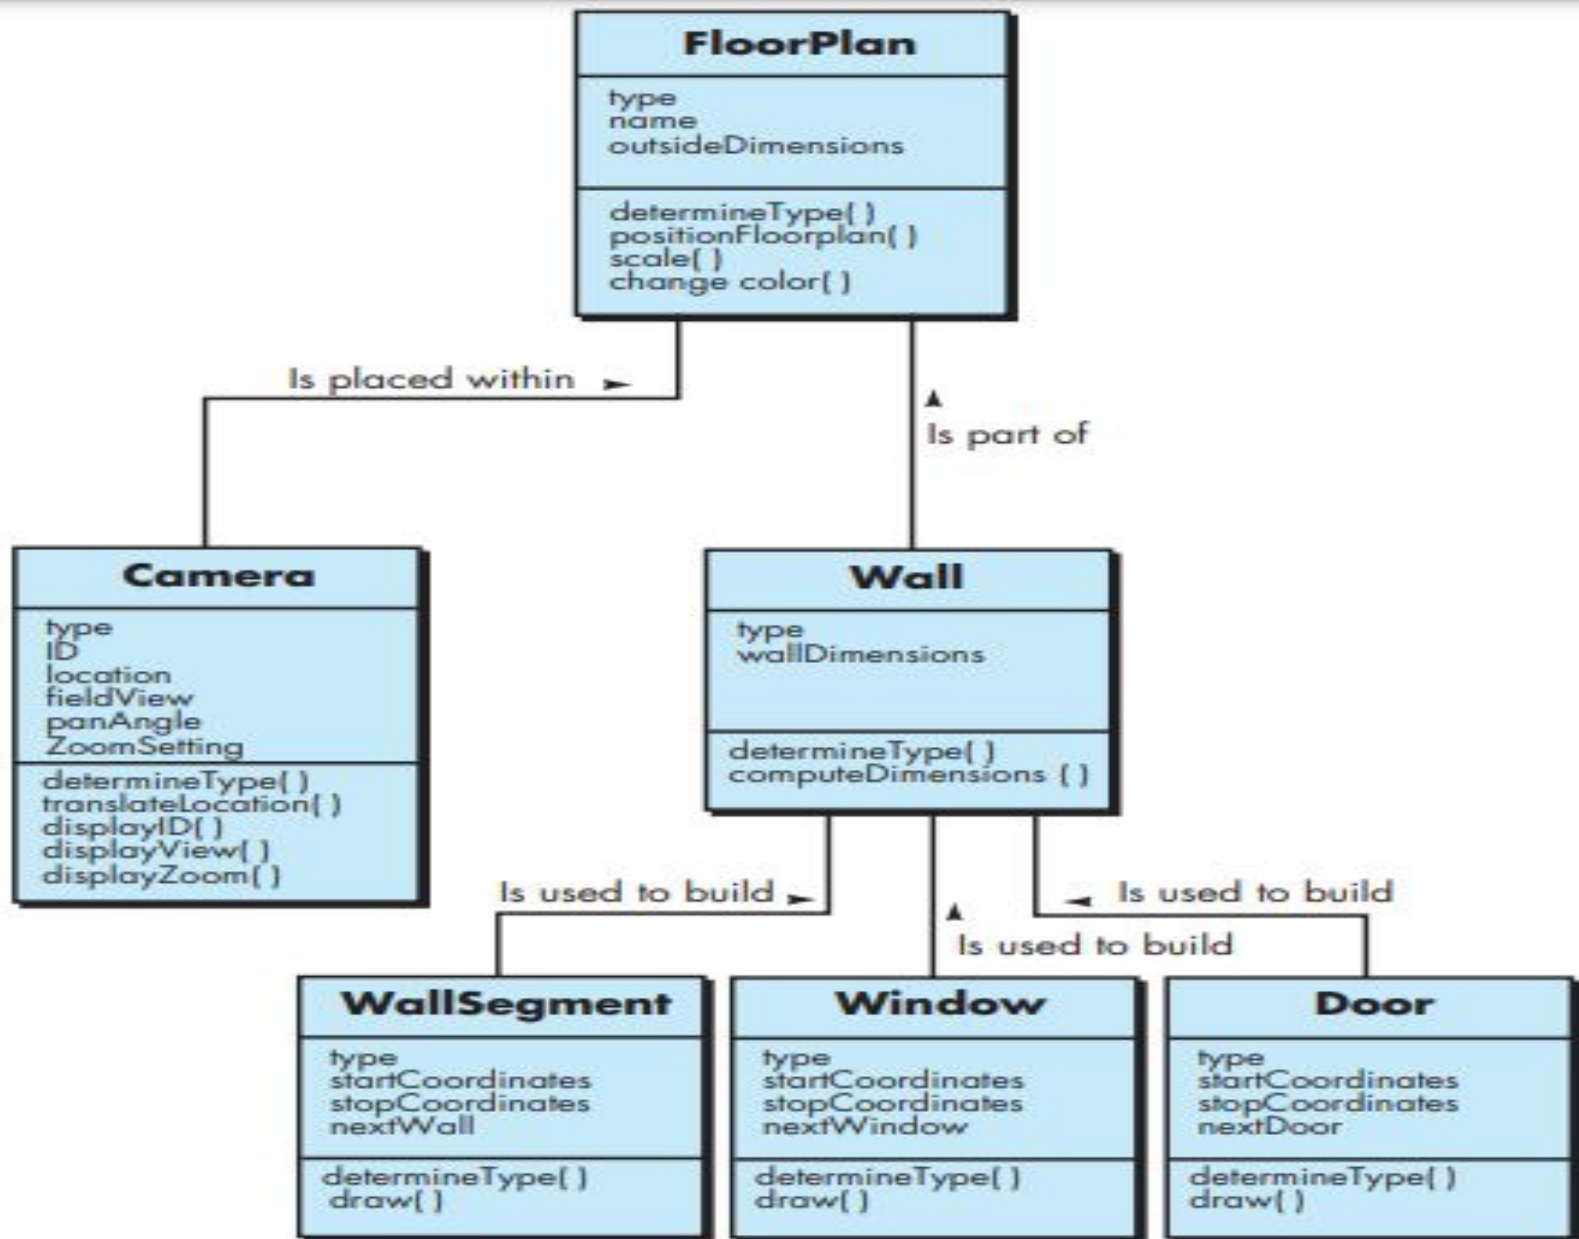 FloorPlan
type
name
outsideDimensions
determineType( )
positionFloorplan( )
scale( )
change color( )
Is placed within
Is part of
Camera
type
ID
location
fieldView
panAngle
ZoomSetting
determineType( )
translateLocation( )
displayID( )
displayView( )
displayZoom( )
Wall
type
wallDimensions
determineType( )
computeDimensions ( )
Is used to build
Is used to build
Is used to build
WallSegment
type
startCoordinates
stopCoordinates
nextWall
determineType( )
draw( )
Window
type
startCoordinates
stopCoordinates
nextWindow
determineType( )
draw( )
Door
type
startCoordinates
stopCoordinates
nextDoor
determineType( )
draw( )